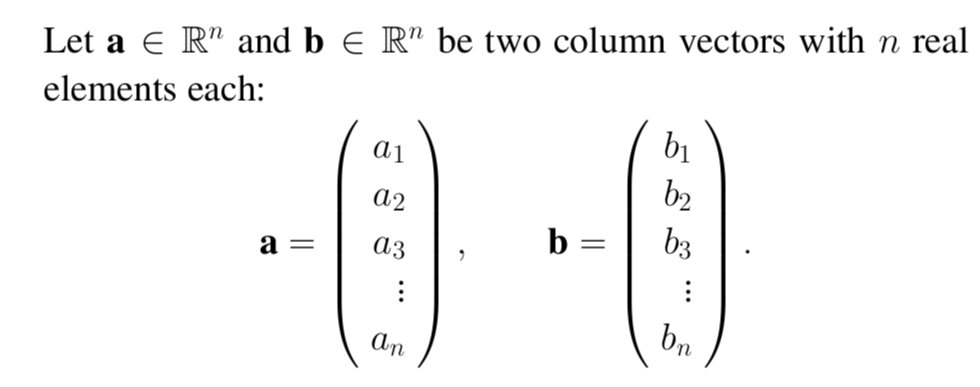 Let a ∈ ℝⁿ and b ∈ ℝⁿ be two column vectors with n real
elements each:
a = ( a₁ a₂ a₃ ⋮ aₙ ) , b = ( b₁ b₂ b₃ ⋮ bₙ ) .